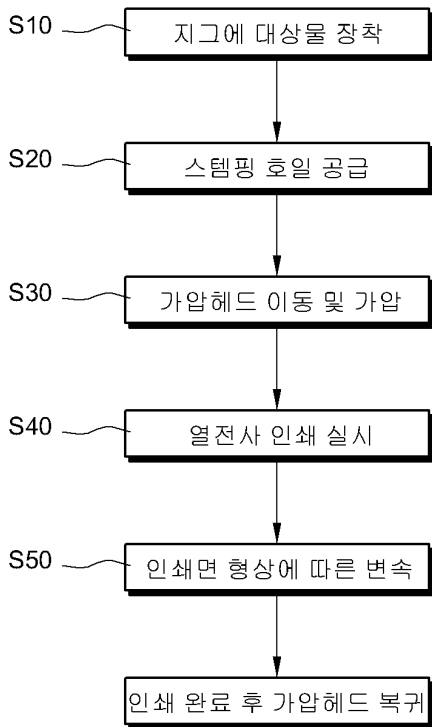 S10 지그에 대상물 장착
S20 스템핑 호일 공급
S30 가압헤드 이동 및 가압
S40 열전사 인쇄 실시
S50 인쇄면 형상에 따른 변속
인쇄 완료 후 가압헤드 복귀